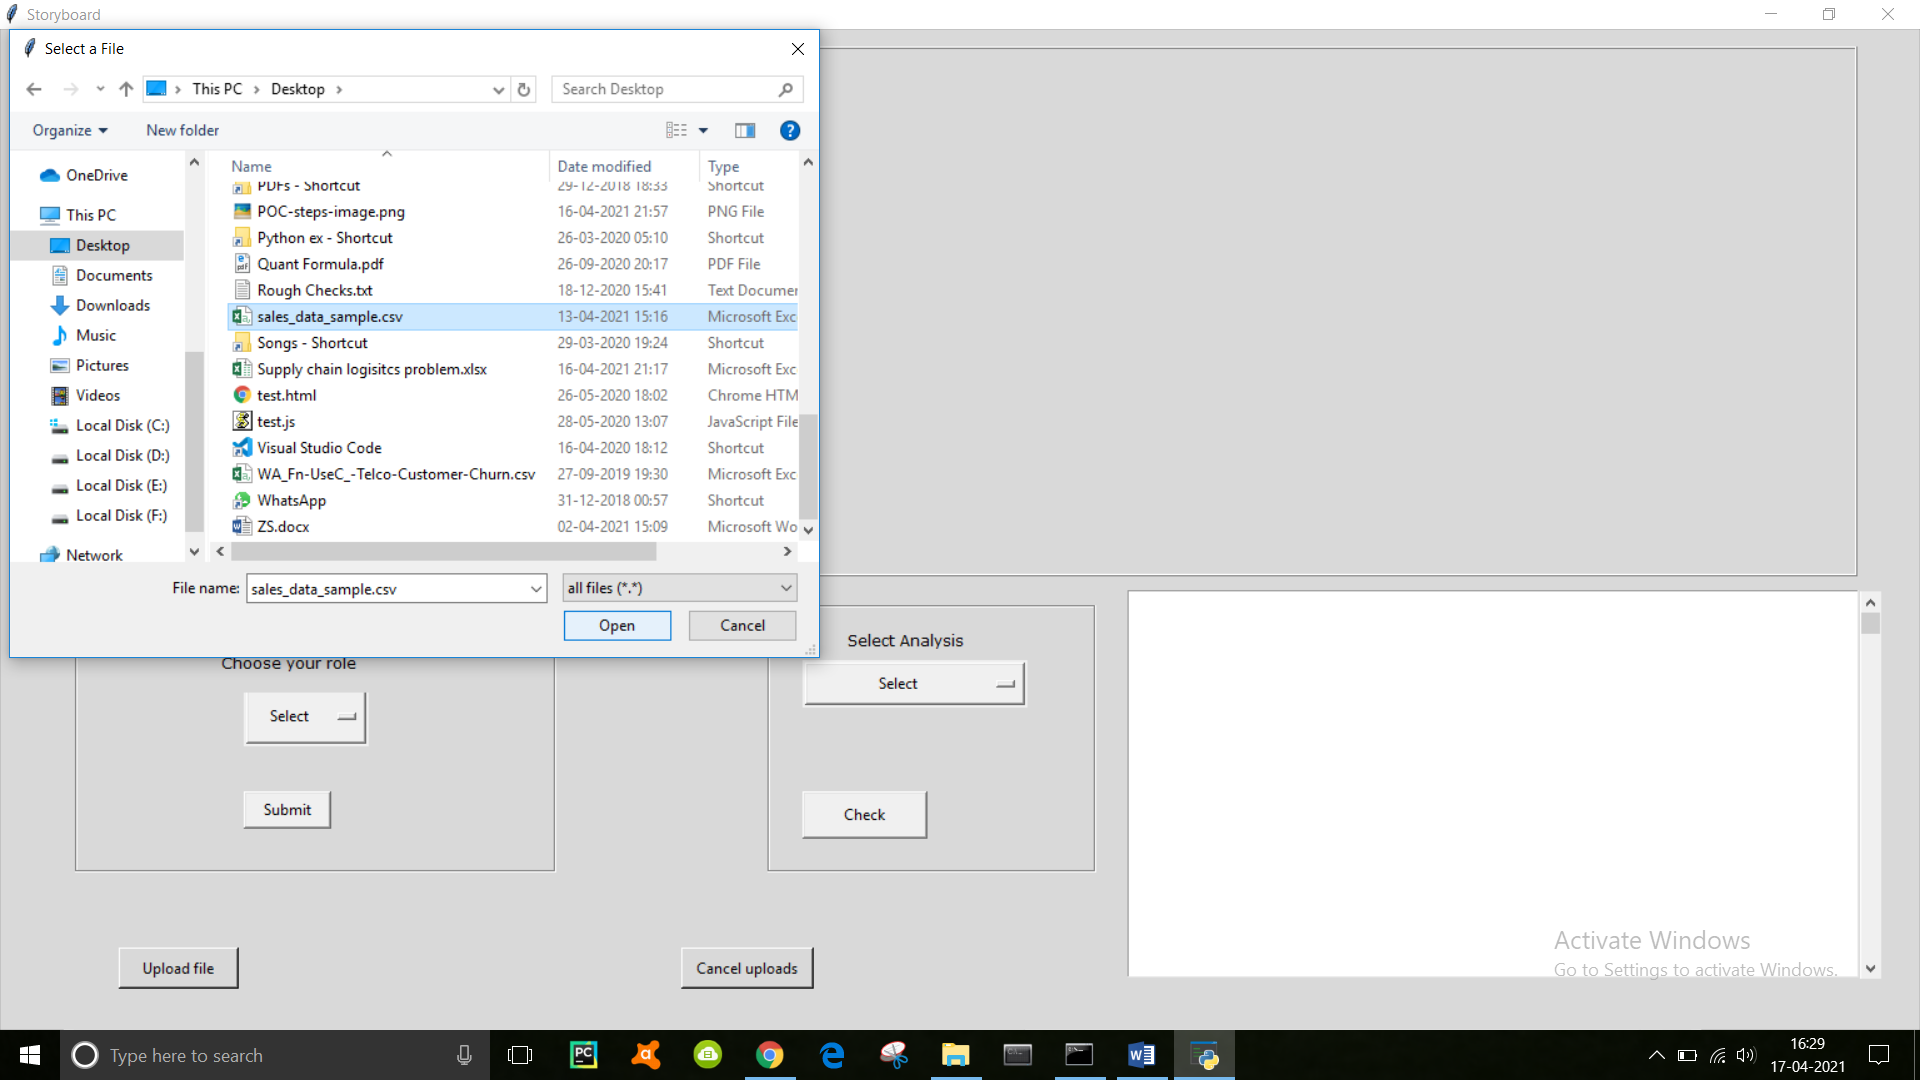 Storyboard
Select a File
This PC > Desktop >
Search Desktop
Organize
New folder
Name Date modified Type
OneDrive
This PC
Desktop
Documents
Downloads
Music
Pictures
Videos
Local Disk (C:)
Local Disk (D:)
Local Disk (E:)
Local Disk (F:)
Network
PDFs - Shortcut 29-12-2018 18:33 Shortcut
POC-steps-image.png 16-04-2021 21:57 PNG File
Python ex - Shortcut 26-03-2020 05:10 Shortcut
Quant Formula.pdf 26-09-2020 20:17 PDF File
Rough Checks.txt 18-12-2020 15:41 Text Documer
sales_data_sample.csv 13-04-2021 15:16 Microsoft Exc
Songs - Shortcut 29-03-2020 19:24 Shortcut
Supply chain logisitcs problem.xlsx 16-04-2021 21:17 Microsoft Exc
test.html 26-05-2020 18:02 Chrome HTM
test.js 28-05-2020 13:07 JavaScript File
Visual Studio Code 16-04-2020 18:12 Shortcut
WA_Fn-UseC_-Telco-Customer-Churn.csv 27-09-2019 19:30 Microsoft Exc
WhatsApp 31-12-2018 00:57 Shortcut
ZS.docx 02-04-2021 15:09 Microsoft Wo
File name: sales_data_sample.csv
all files (*.*)
Open
Cancel
Choose your role
Select
Submit
Select Analysis
Select
Check
Upload file
Cancel uploads
Activate Windows
Go to Settings to activate Windows.
Type here to search
16:29
17-04-2021